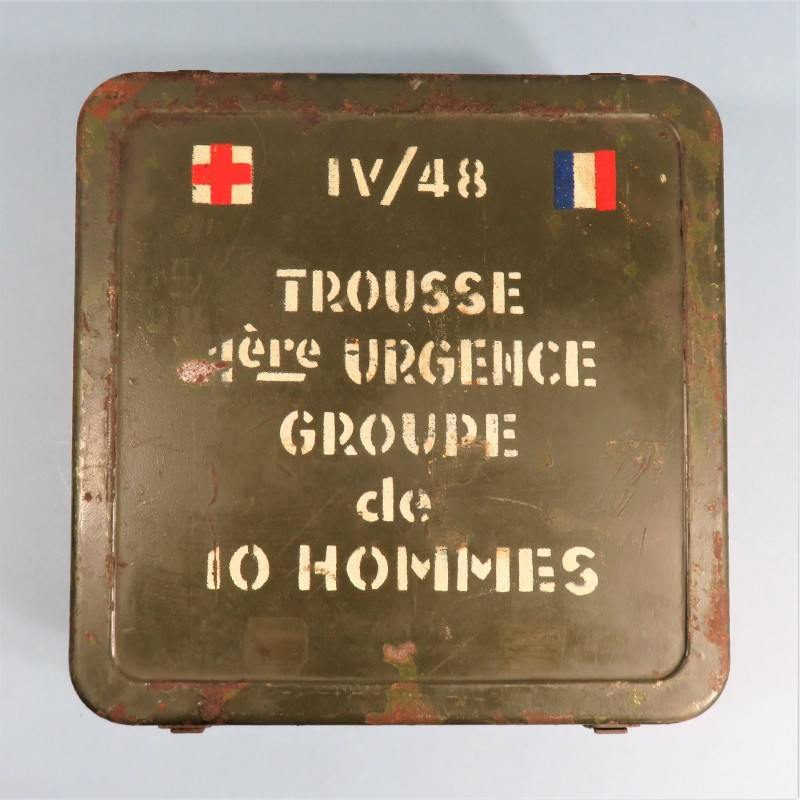 IV/48
TROUSSE
1ère URGENCE
GROUPE
de
10 HOMMES